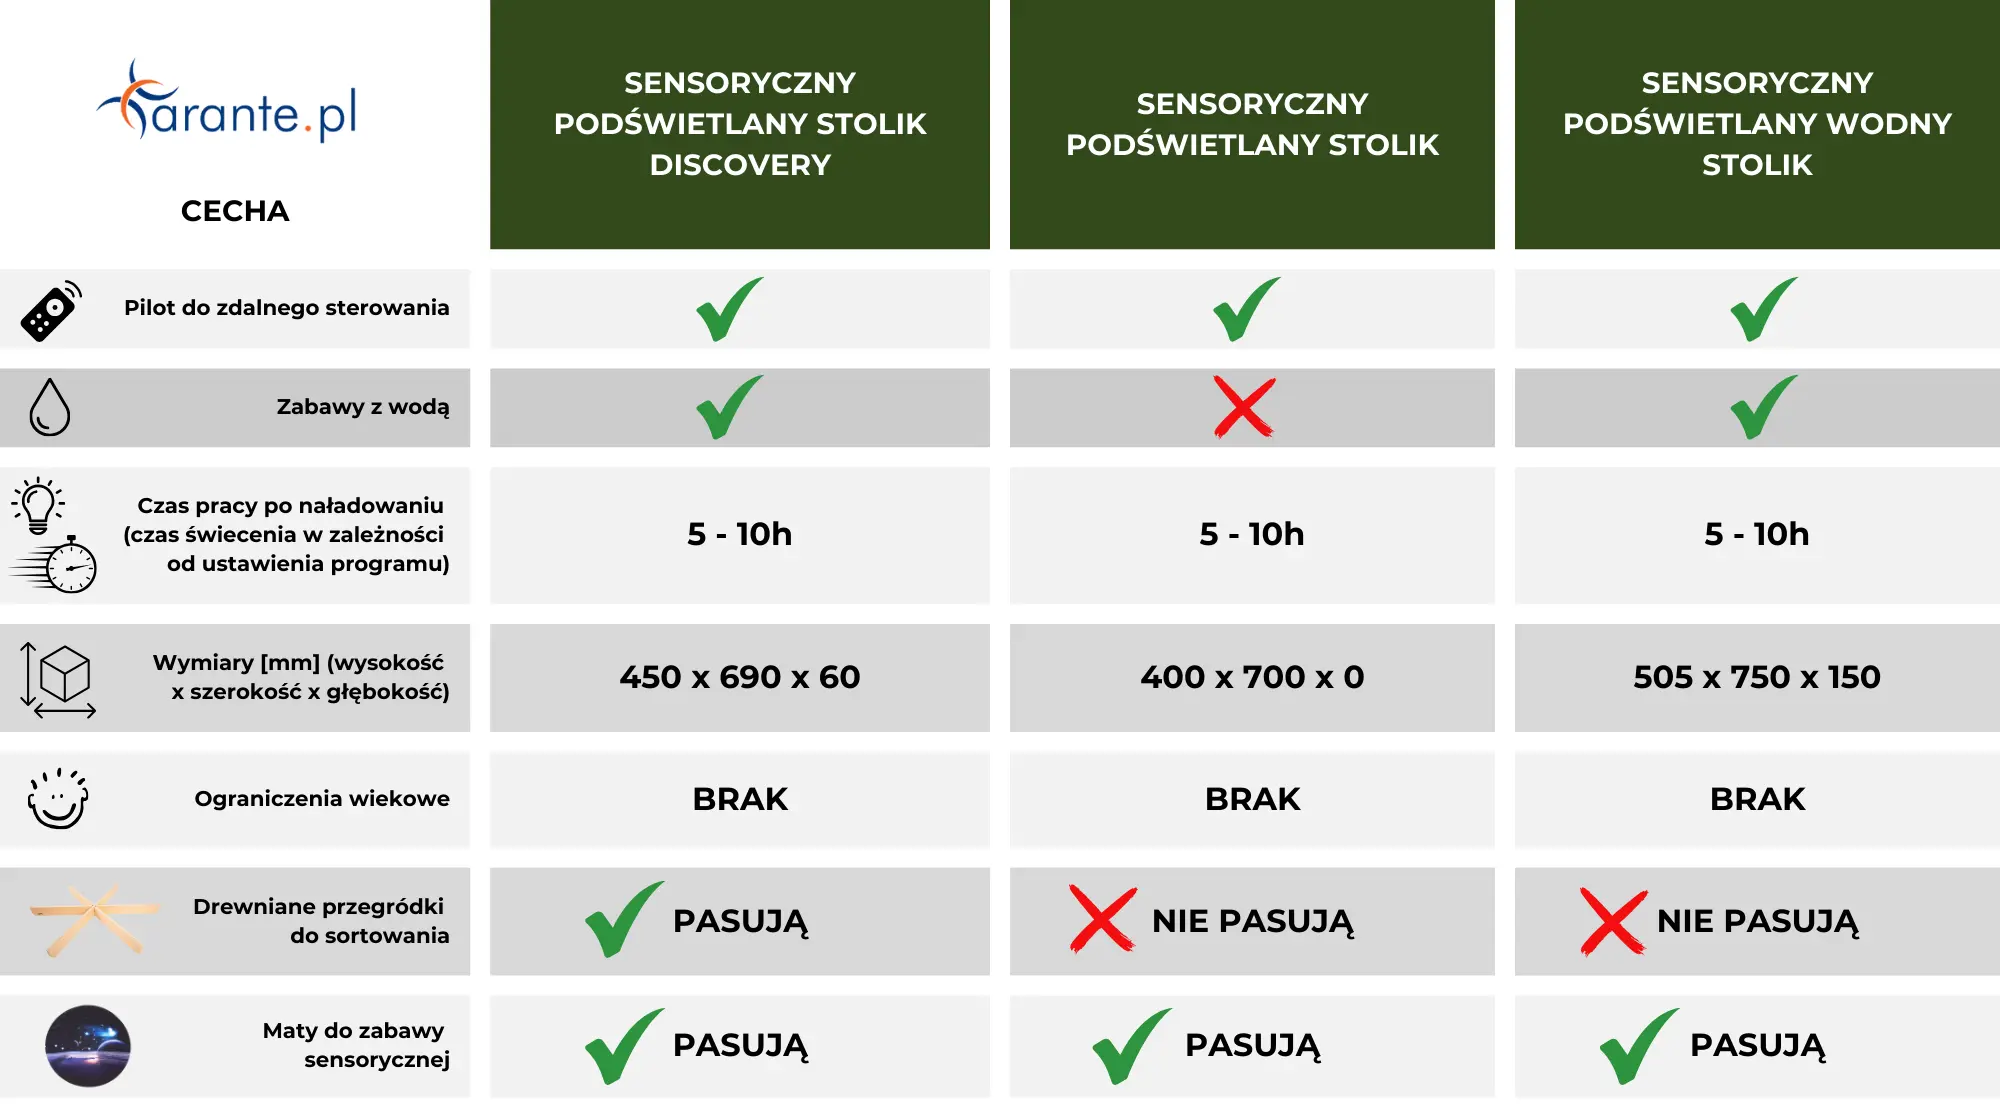 Karante.pl
CECHA
SENSORYCZNY
PODŚWIETLANY STOLIK
DISCOVERY
SENSORYCZNY
PODŚWIETLANY STOLIK
SENSORYCZNY
PODŚWIETLANY WODNY
STOLIK
Pilot do zdalnego sterowania
Zabawy z wodą
Czas pracy po naładowaniu
(czas świecenia w zależności
od ustawienia programu)
5 - 10h
5 - 10h
5 - 10h
Wymiary [mm] (wysokość
x szerokość x głębokość)
450 x 690 x 60
400 x 700 x 0
505 x 750 x 150
Ograniczenia wiekowe
BRAK
BRAK
BRAK
Drewniane przegródki
do sortowania
PASUJĄ
NIE PASUJĄ
NIE PASUJĄ
Maty do zabawy
sensorycznej
PASUJĄ
PASUJĄ
PASUJĄ